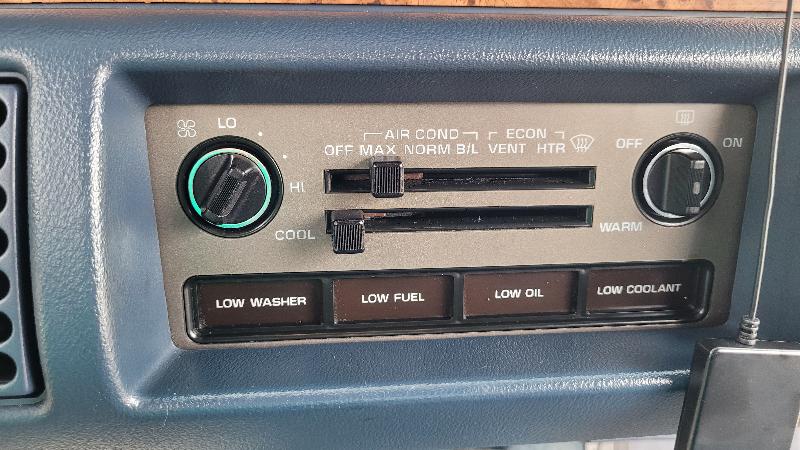 LO
HI
AIR COND
OFF MAX NORM B/L
ECON
VENT HTR
OFF
ON
COOL
WARM
LOW WASHER
LOW FUEL
LOW OIL
LOW COOLANT